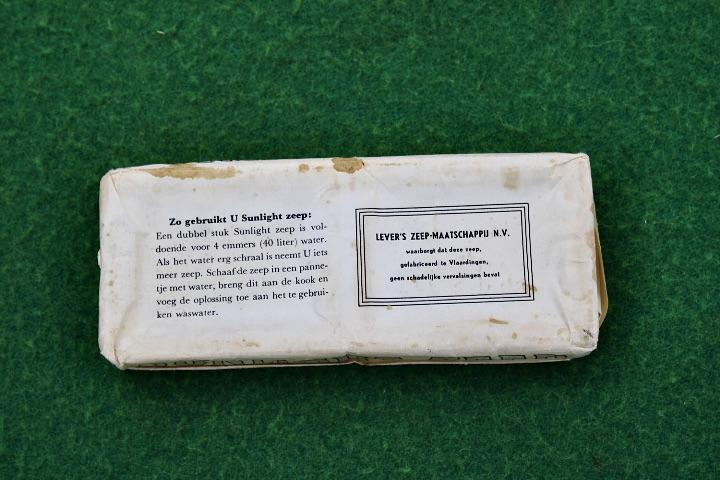 Zo gebruikt U Sunlight zeep:
Een dubbel stuk Sunlight zeep is vol-
doende voor 4 emmers (40 liter) water.
Als het water erg schraal is neemt U iets
meer zeep. Schaaf de zeep in een panne-
tje met water, breng dit aan de kook en
voeg de oplossing toe aan het te gebrui-
ken waswater.
LEVER'S ZEEP-MAATSCHAPPIJ N.V.
waarborgt dat deze zeep,
gefabriceerd te Vlaardingen,
geen schadelijke vervalsingen bevat